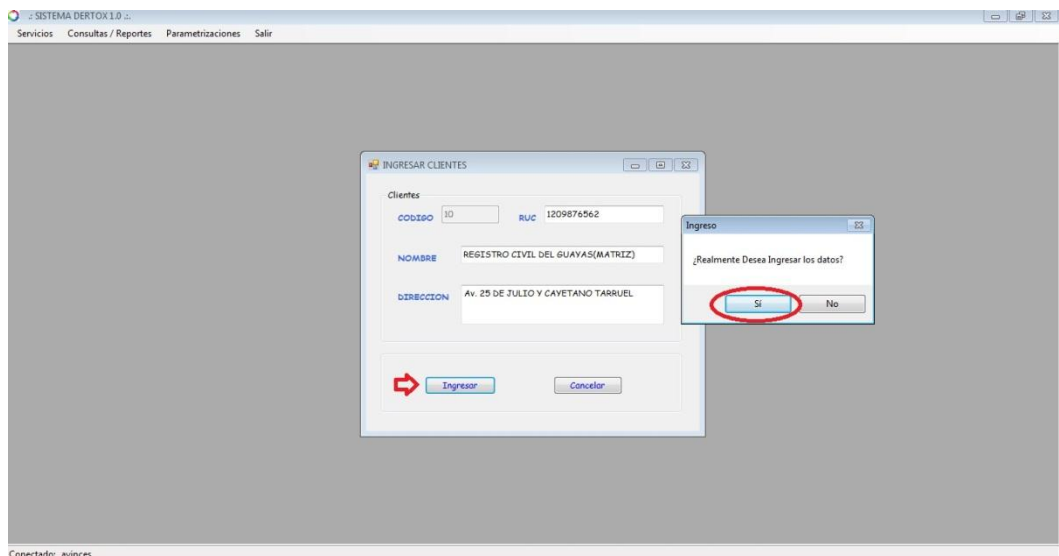 .: SISTEMA DERTOX 1.0 :.
Servicios Consultas / Reportes Parametrizaciones Salir
INGRESAR CLIENTES
Clientes
CODIGO 10 RUC 1209876562
NOMBRE REGISTRO CIVIL DEL GUAYAS(MATRIZ)
DIRECCION Av. 25 DE JULIO Y CAYETANO TARRUEL
Ingresar Cancelar
Ingreso
¿Realmente Desea Ingresar los datos?
Sí No
Conectado: avinces